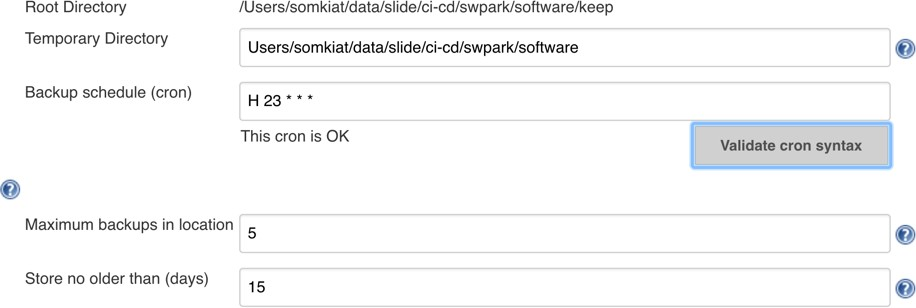 Root Directory /Users/somkiat/data/slide/ci-cd/swpark/software/keep
Temporary Directory Users/somkiat/data/slide/ci-cd/swpark/software ?
Backup schedule (cron) H 23 * * *
This cron is OK Validate cron syntax
?
Maximum backups in location 5 ?
Store no older than (days) 15 ?